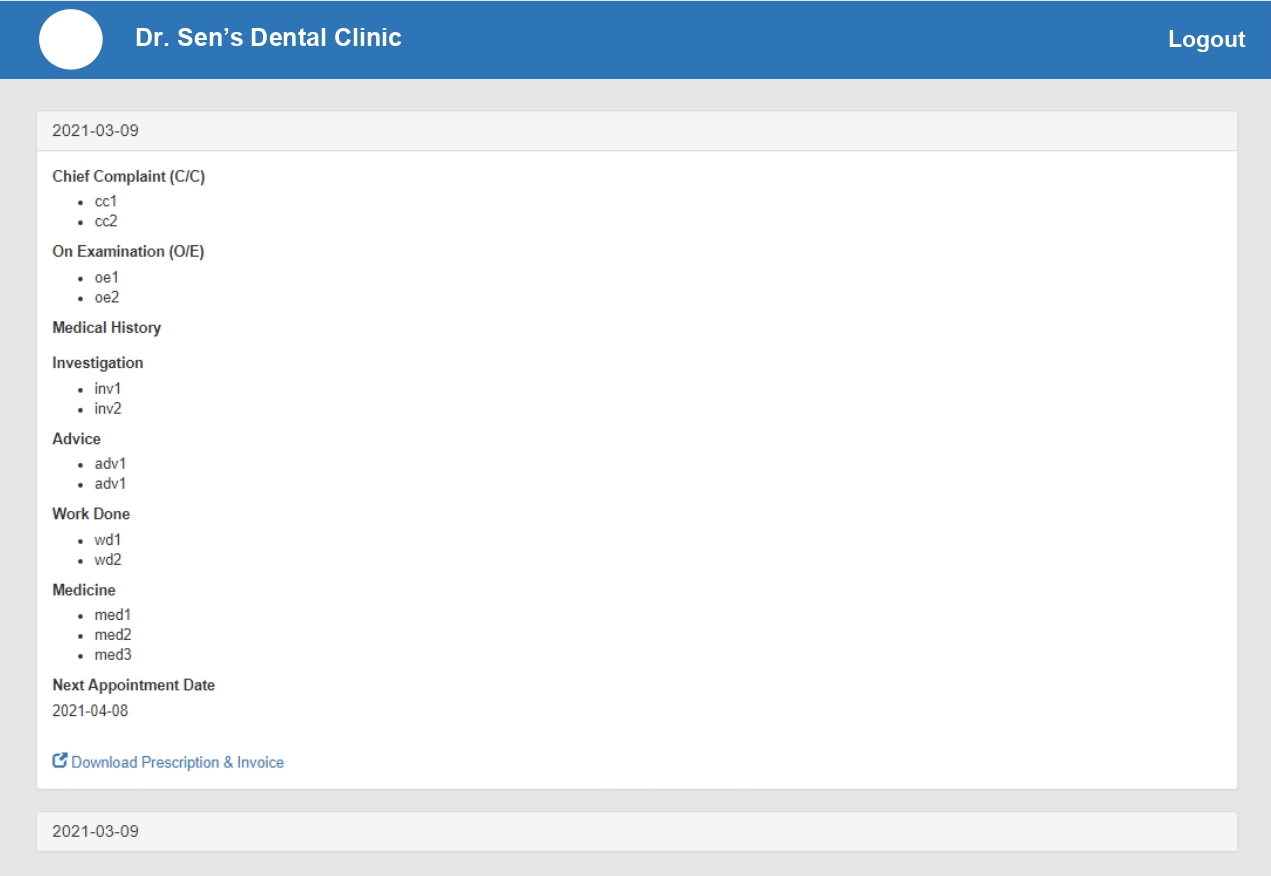 Dr. Sen’s Dental Clinic
Logout
2021-03-09
Chief Complaint (C/C)
cc1
cc2
On Examination (O/E)
oe1
oe2
Medical History
Investigation
inv1
inv2
Advice
adv1
adv1
Work Done
wd1
wd2
Medicine
med1
med2
med3
Next Appointment Date
2021-04-08
Download Prescription & Invoice
2021-03-09